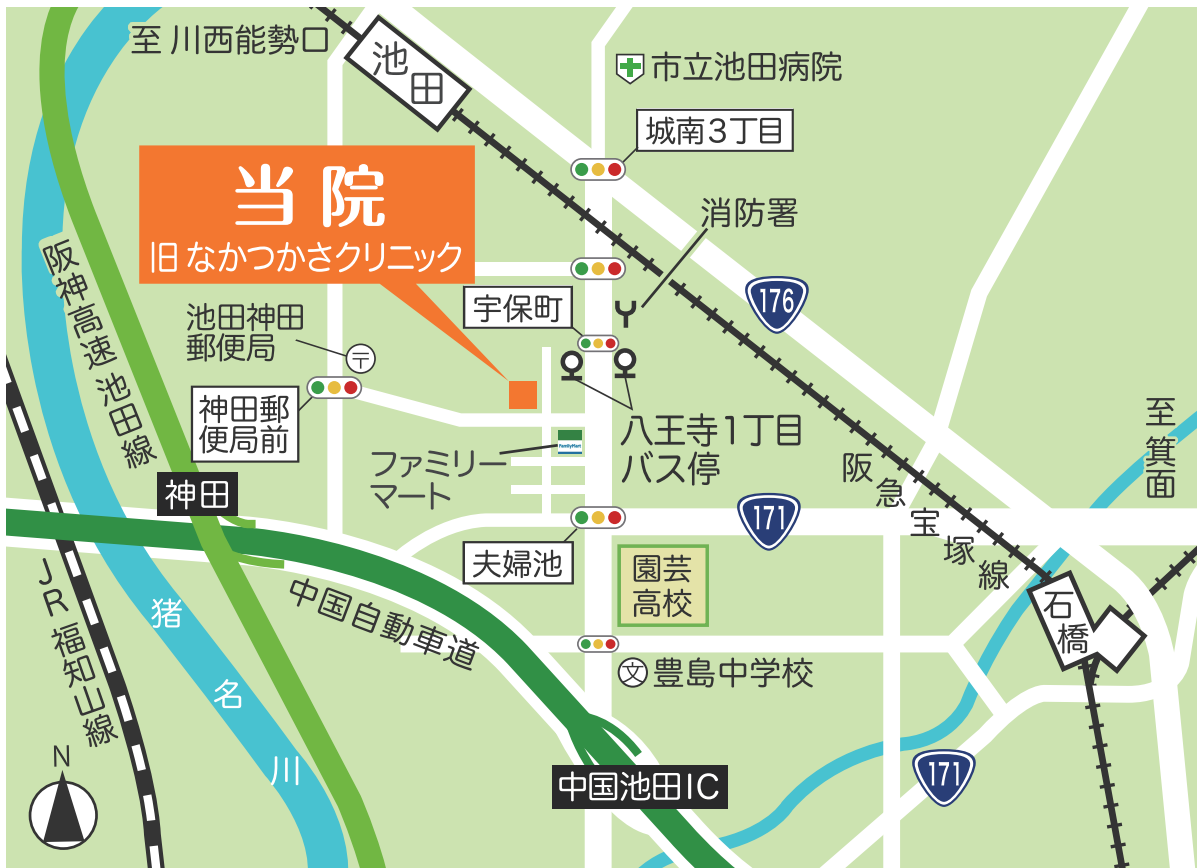 至 川西能勢口
池田
市立池田病院
城南3丁目
当院
旧 なかつかさクリニック
消防署
阪神高速池田線
176
宇保町
池田神田
郵便局
〒
神田郵
便局前
八王寺1丁目
バス停
FamilyMart
ファミリー
マート
至 箕面
阪急宝塚線
神田
171
夫婦池
園芸
高校
JR福知山線
中国自動車道
猪名川
石橋
文
豊島中学校
171
中国池田IC
N